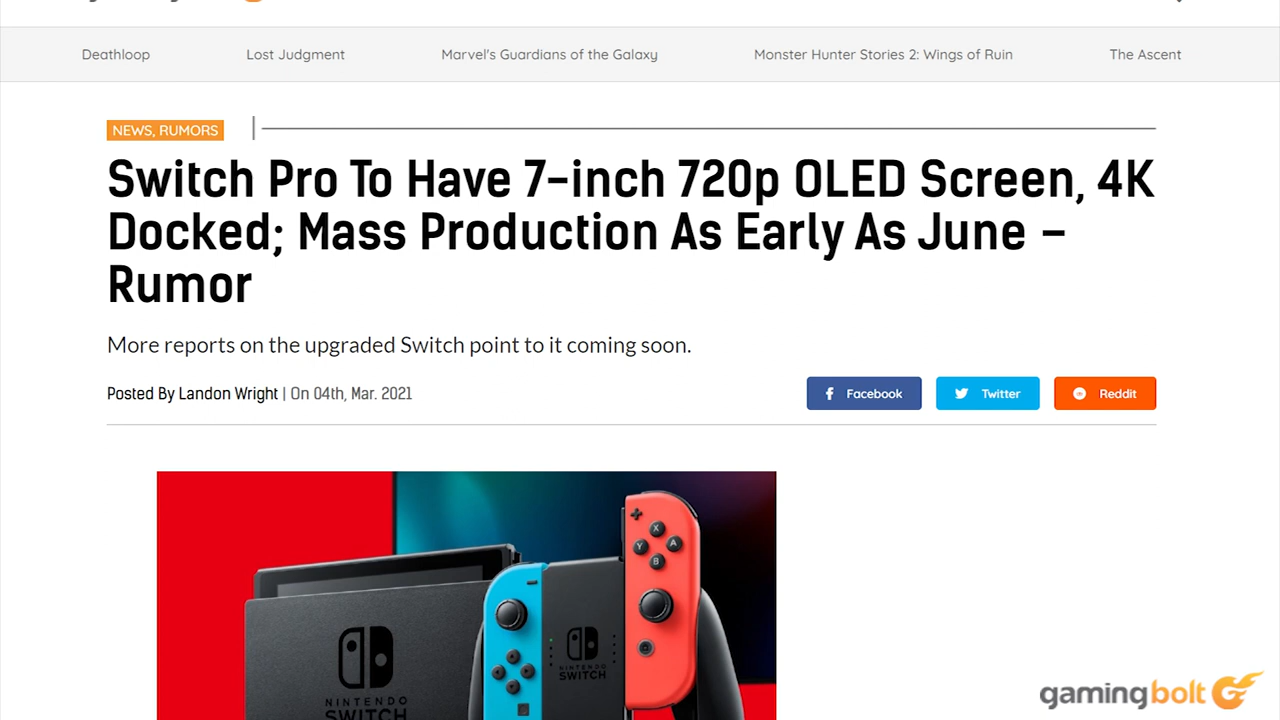 Deathloop Lost Judgment Marvel's Guardians of the Galaxy Monster Hunter Stories 2: Wings of Ruin The Ascent
NEWS, RUMORS
Switch Pro To Have 7-inch 720p OLED Screen, 4K
Docked; Mass Production As Early As June –
Rumor
More reports on the upgraded Switch point to it coming soon.
Posted By Landon Wright | On 04th, Mar. 2021
Facebook Twitter Reddit
X
Y A
B
NINTENDO
SWITCH
NINTENDO
SWITCH
gamingbolt